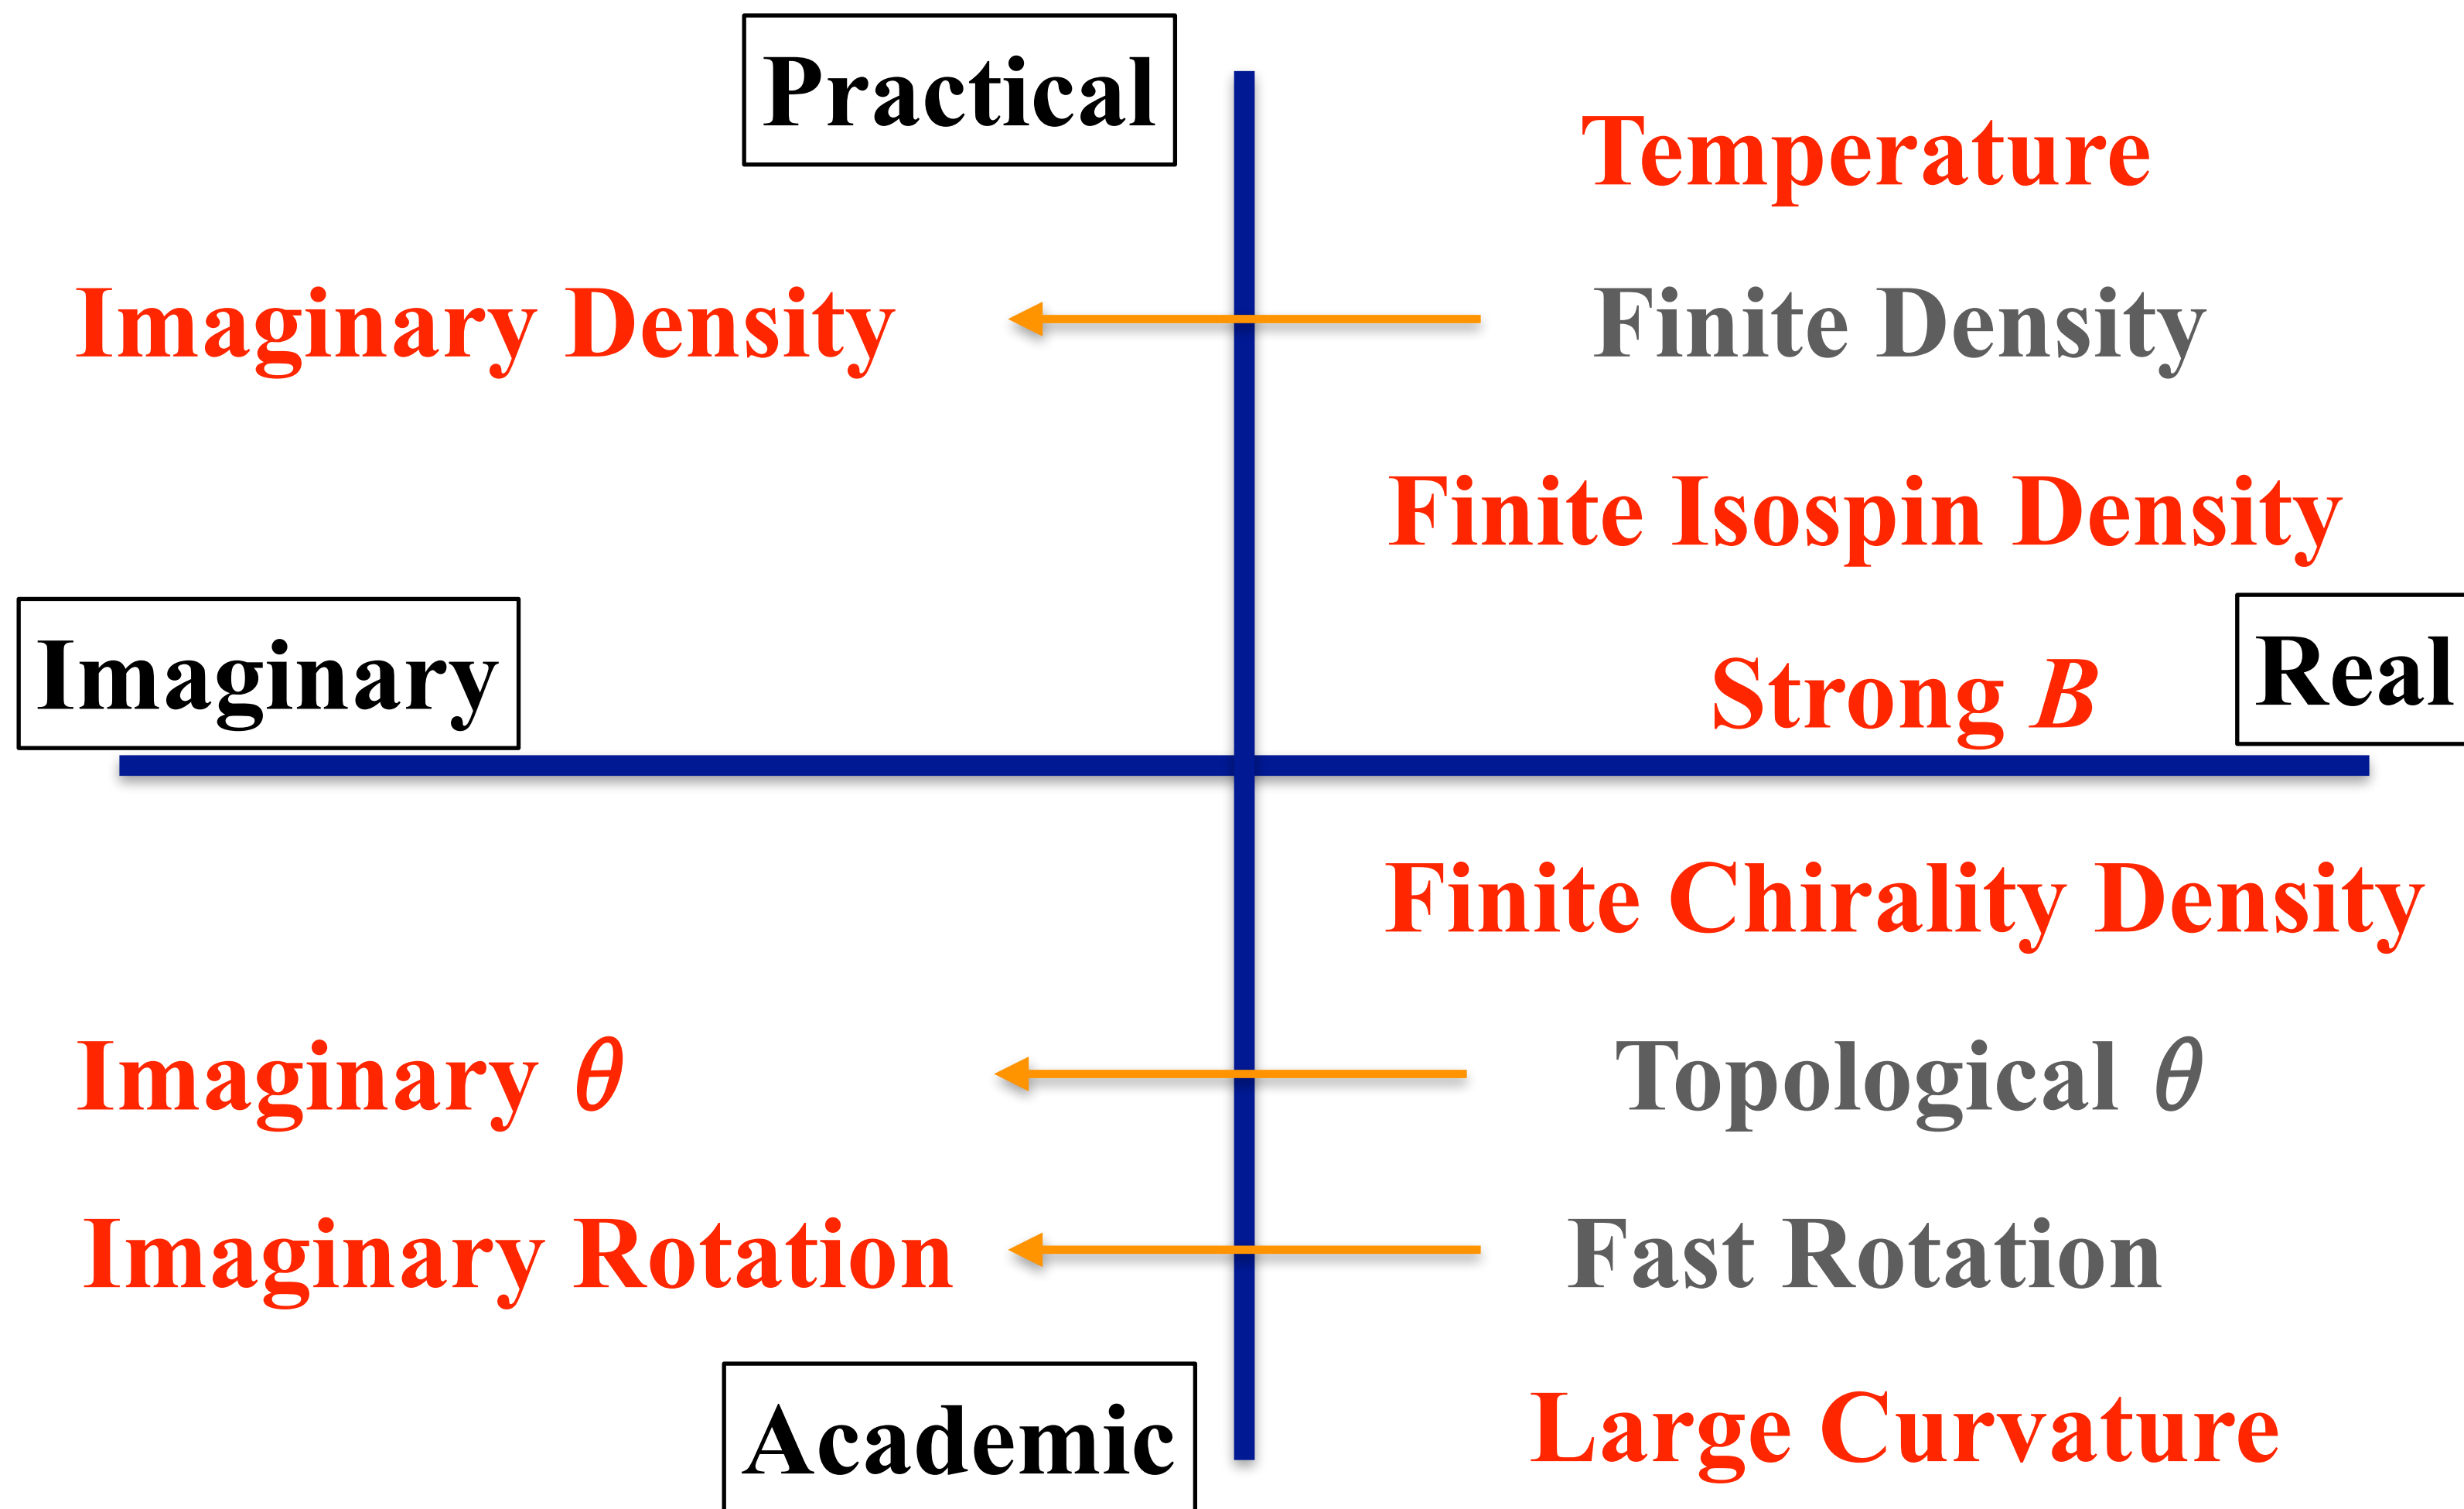 Practical
Temperature
Imaginary Density
Finite Density
Finite Isospin Density
Imaginary
Strong B
Real
Finite Chirality Density
Imaginary θ
Topological θ
Imaginary Rotation
Fast Rotation
Academic
Large Curvature